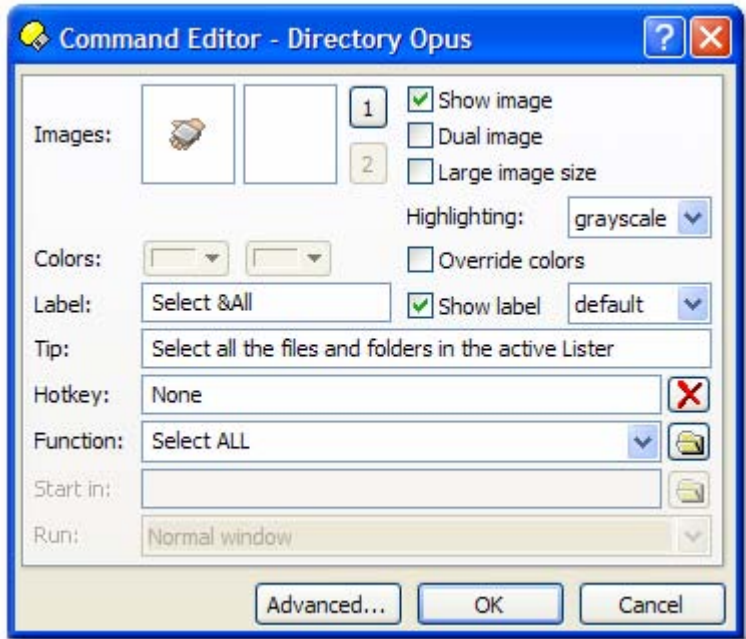 Command Editor - Directory Opus
Images:
1
2
Show image
Dual image
Large image size
Highlighting: grayscale
Colors:
Override colors
Label: Select &All
Show label default
Tip: Select all the files and folders in the active Lister
Hotkey: None
Function: Select ALL
Start in:
Run: Normal window
Advanced... OK Cancel